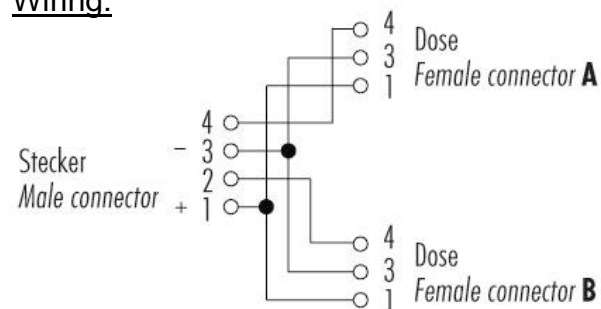 Wiring:
4
3
1
Dose
Female connector A
4
– 3
2
+ 1
Stecker
Male connector
4
3
1
Dose
Female connector B